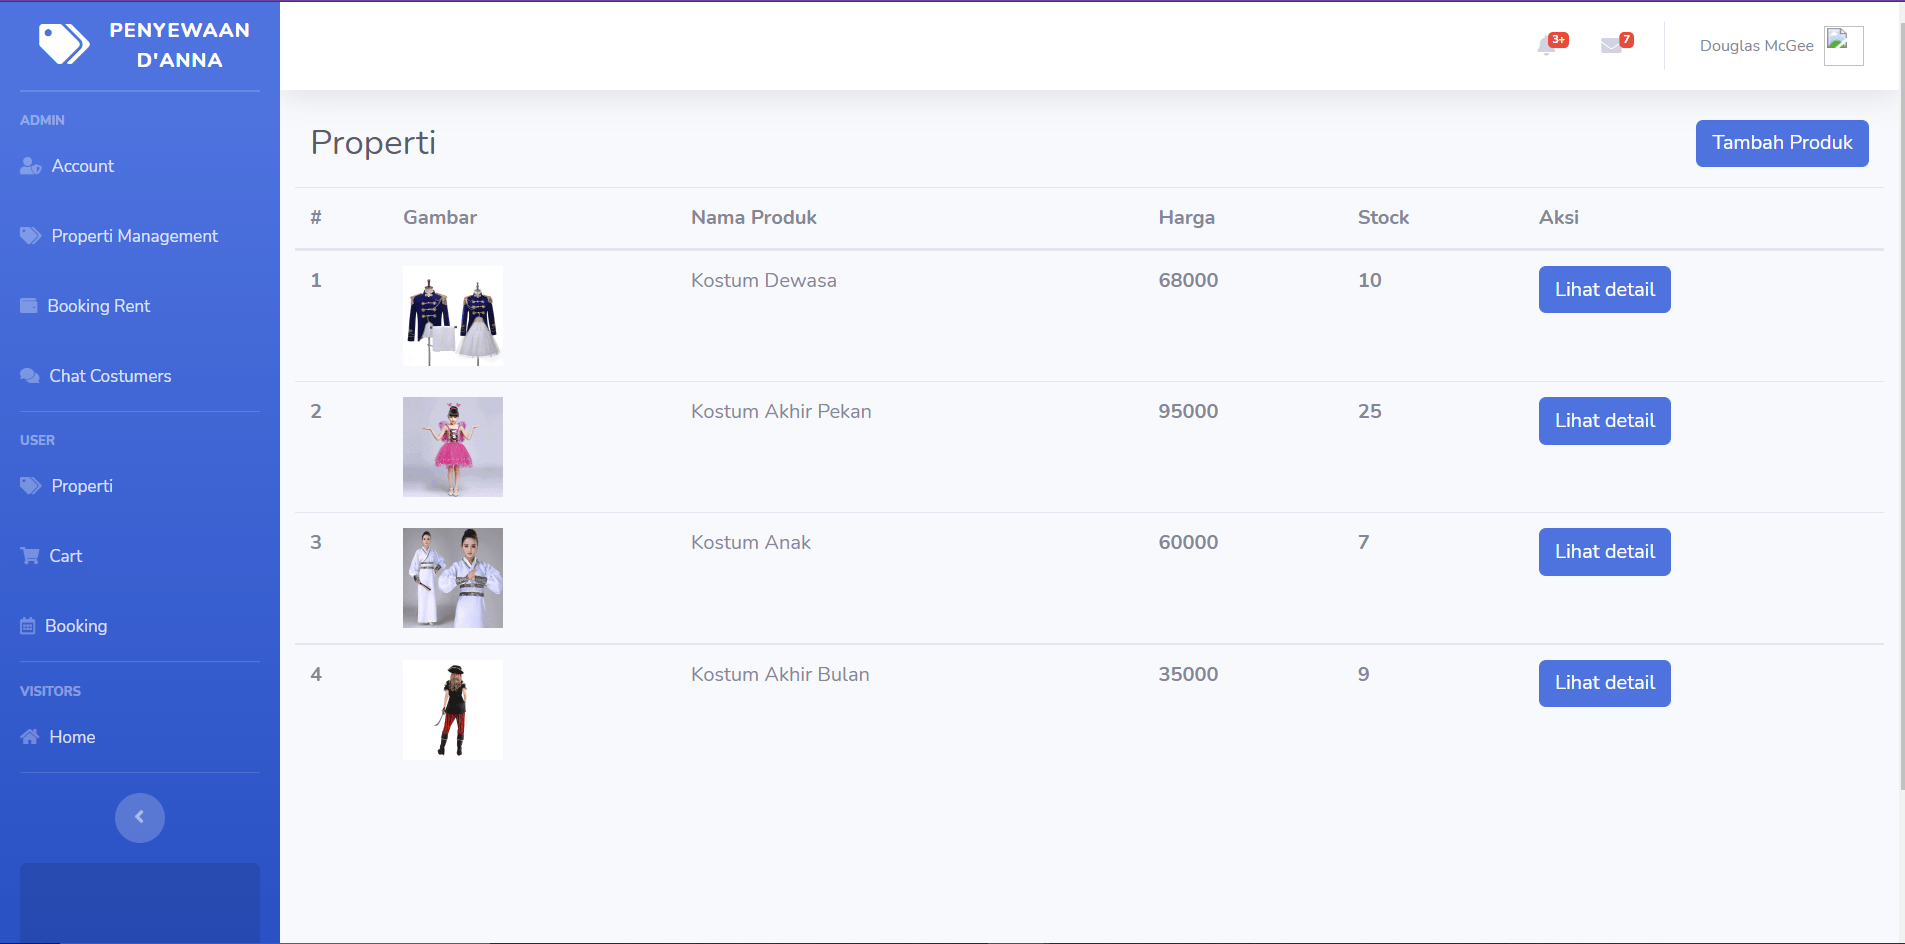 PENYEWAAN
D'ANNA
3+
7
Douglas McGee
ADMIN
Account
Properti Management
Booking Rent
Chat Costumers
USER
Properti
Cart
Booking
VISITORS
Home
Properti
Tambah Produk
# Gambar Nama Produk Harga Stock Aksi
1 Kostum Dewasa 68000 10 Lihat detail
2 Kostum Akhir Pekan 95000 25 Lihat detail
3 Kostum Anak 60000 7 Lihat detail
4 Kostum Akhir Bulan 35000 9 Lihat detail